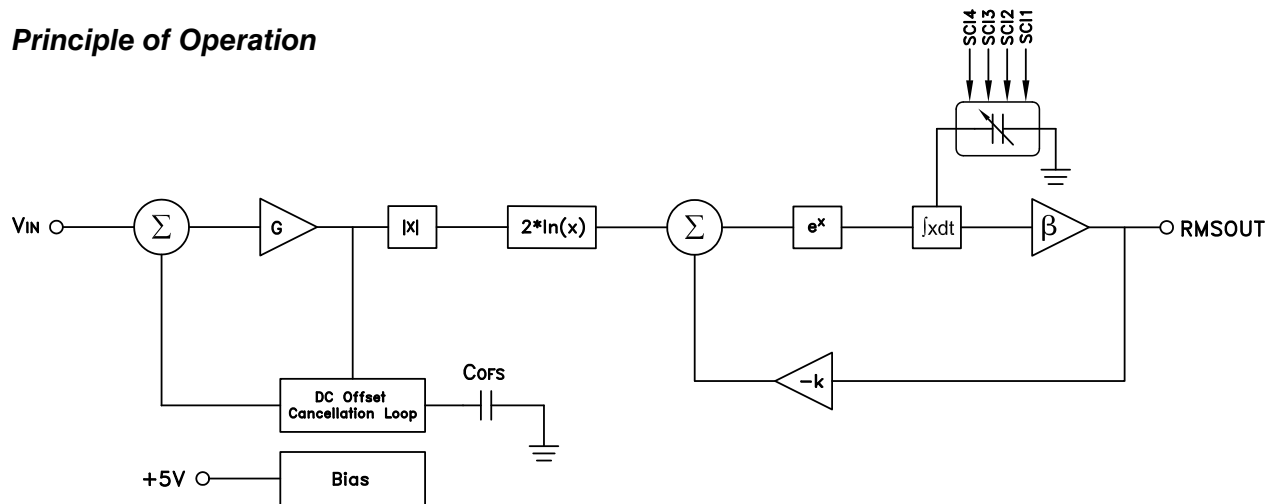 Principle of Operation
SCI4
SCI3
SCI2
SCI1
VIN
Σ
G
|x|
2*ln(x)
Σ
e^x
∫xdt
β
RMSOUT
-k
DC Offset
Cancellation Loop
COFS
+5V
Bias